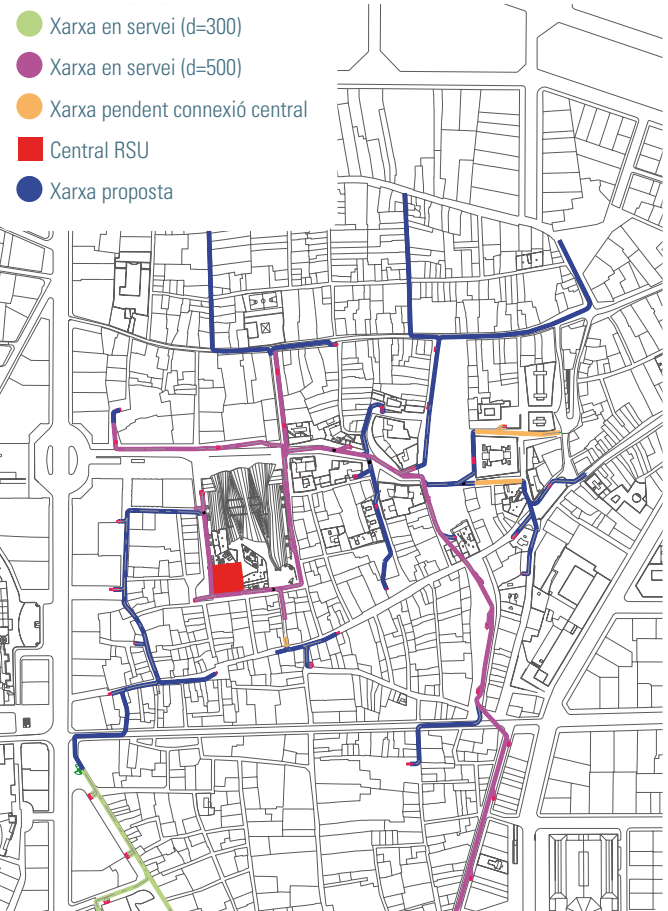 Xarxa en servei (d=300)
Xarxa en servei (d=500)
Xarxa pendent connexió central
Central RSU
Xarxa proposta